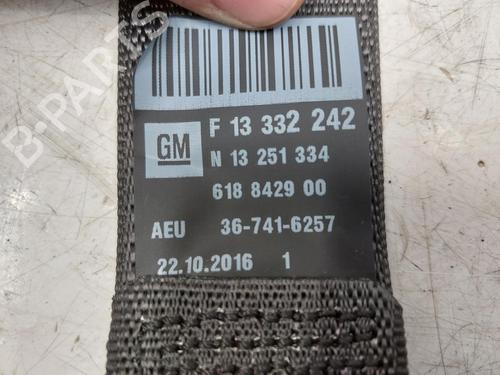 GM F 13 332 242
N 13 251 334
618 8429 00
AEU 36-741-6257
22.10.2016 1
B-PARTS